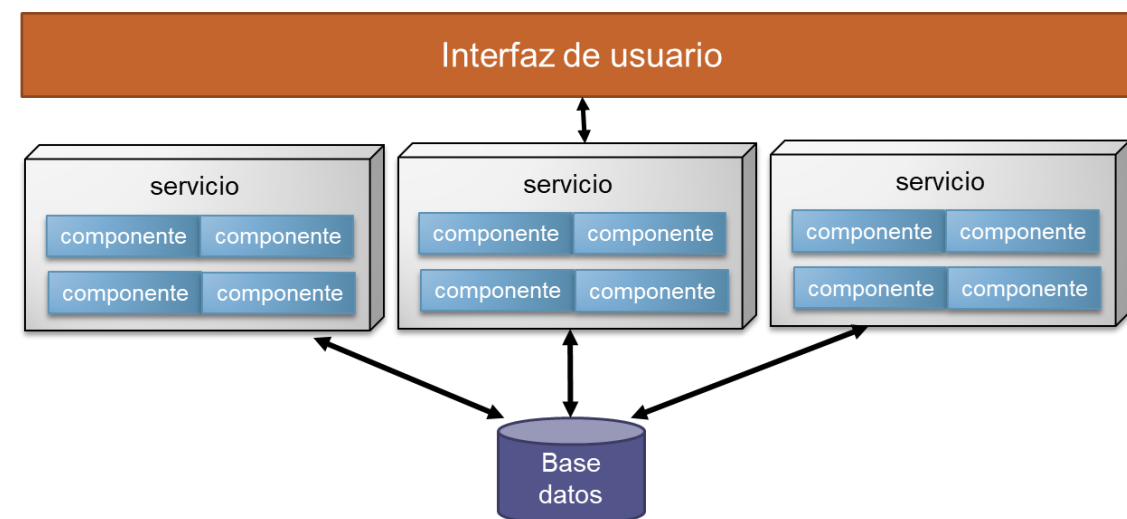 Interfaz de usuario
servicio
componente componente
componente componente
servicio
componente componente
componente componente
servicio
componente componente
componente componente
Base
datos